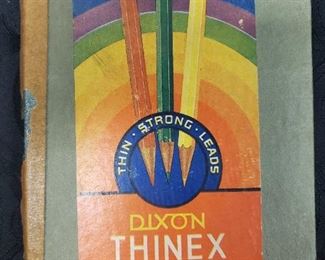 THIN · STRONG · LEADS
DIXON
THINEX